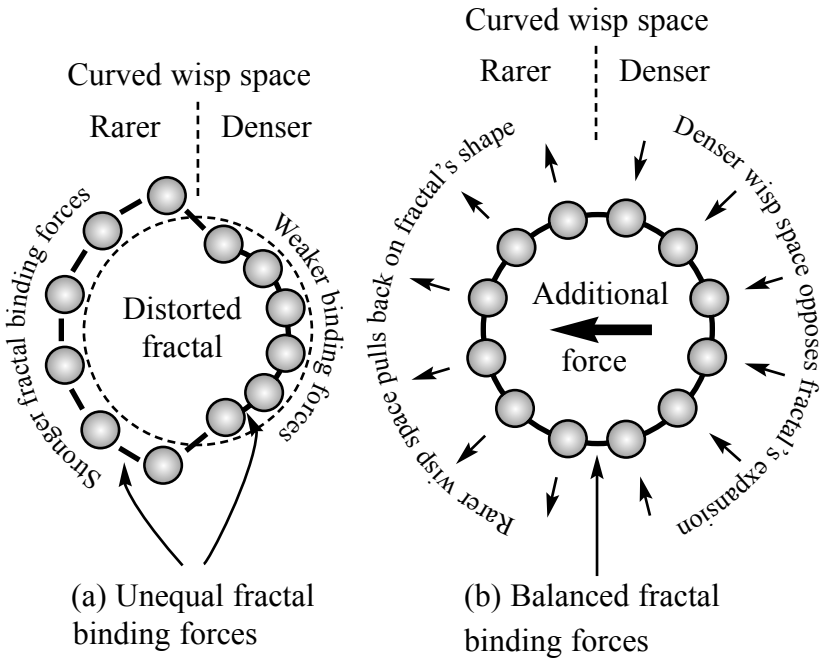 Curved wisp space
Rarer
Denser
Stronger fractal binding forces
Weaker binding forces
Distorted
fractal
(a) Unequal fractal
binding forces
Curved wisp space
Rarer
Denser
Rarer wisp space pulls back on fractal's shape
Denser wisp space opposes fractal's expansion
Additional
force
(b) Balanced fractal
binding forces